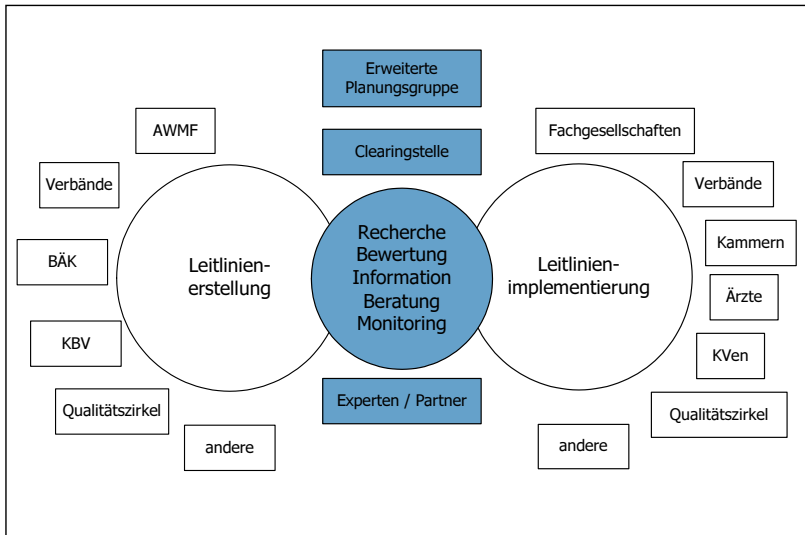 Erweiterte
Planungsgruppe
Clearingstelle
AWMF
Verbände
BÄK
KBV
Qualitätszirkel
andere
Leitlinien-
erstellung
Recherche
Bewertung
Information
Beratung
Monitoring
Experten / Partner
Leitlinien-
implementierung
Fachgesellschaften
Verbände
Kammern
Ärzte
KVen
Qualitätszirkel
andere